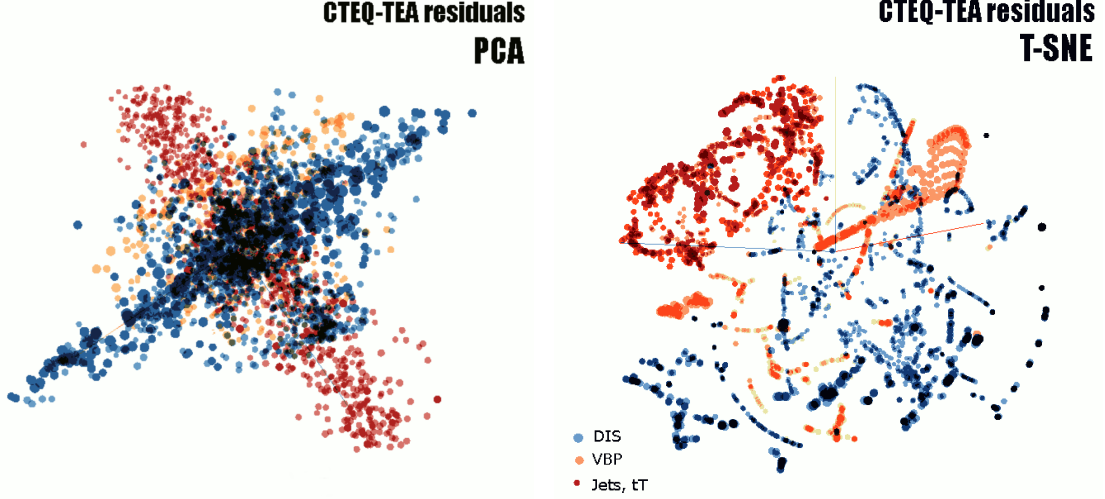 CTEQ-TEA residuals
PCA
CTEQ-TEA residuals
T-SNE
DIS
VBP
Jets, tT